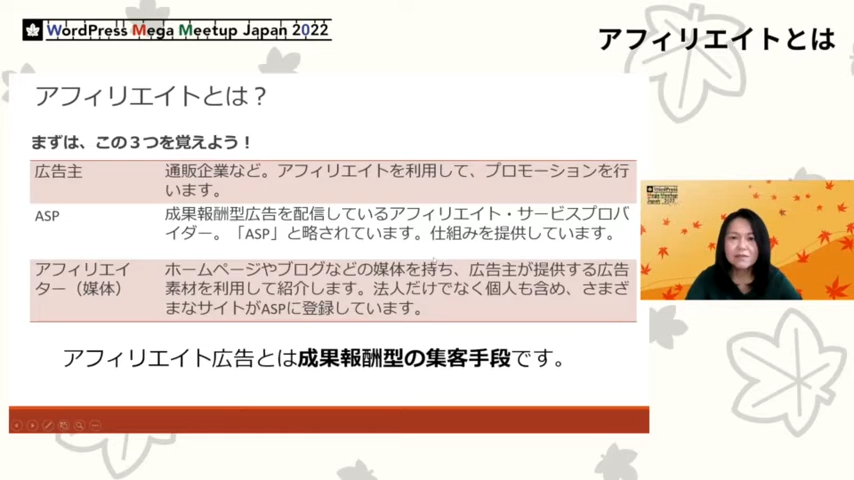 WordPress Mega Meetup Japan 2022
アフィリエイトとは
アフィリエイトとは？
まずは、この３つを覚えよう！
広告主
通販企業など。アフィリエイトを利用して、プロモーションを行
います。
ASP
成果報酬型広告を配信しているアフィリエイト・サービスプロバ
イダー。「ASP」と略されています。仕組みを提供しています。
アフィリエイ
ター（媒体）
ホームページやブログなどの媒体を持ち、広告主が提供する広告
素材を利用して紹介します。法人だけでなく個人も含め、さまざ
まなサイトがASPに登録しています。
アフィリエイト広告とは成果報酬型の集客手段です。